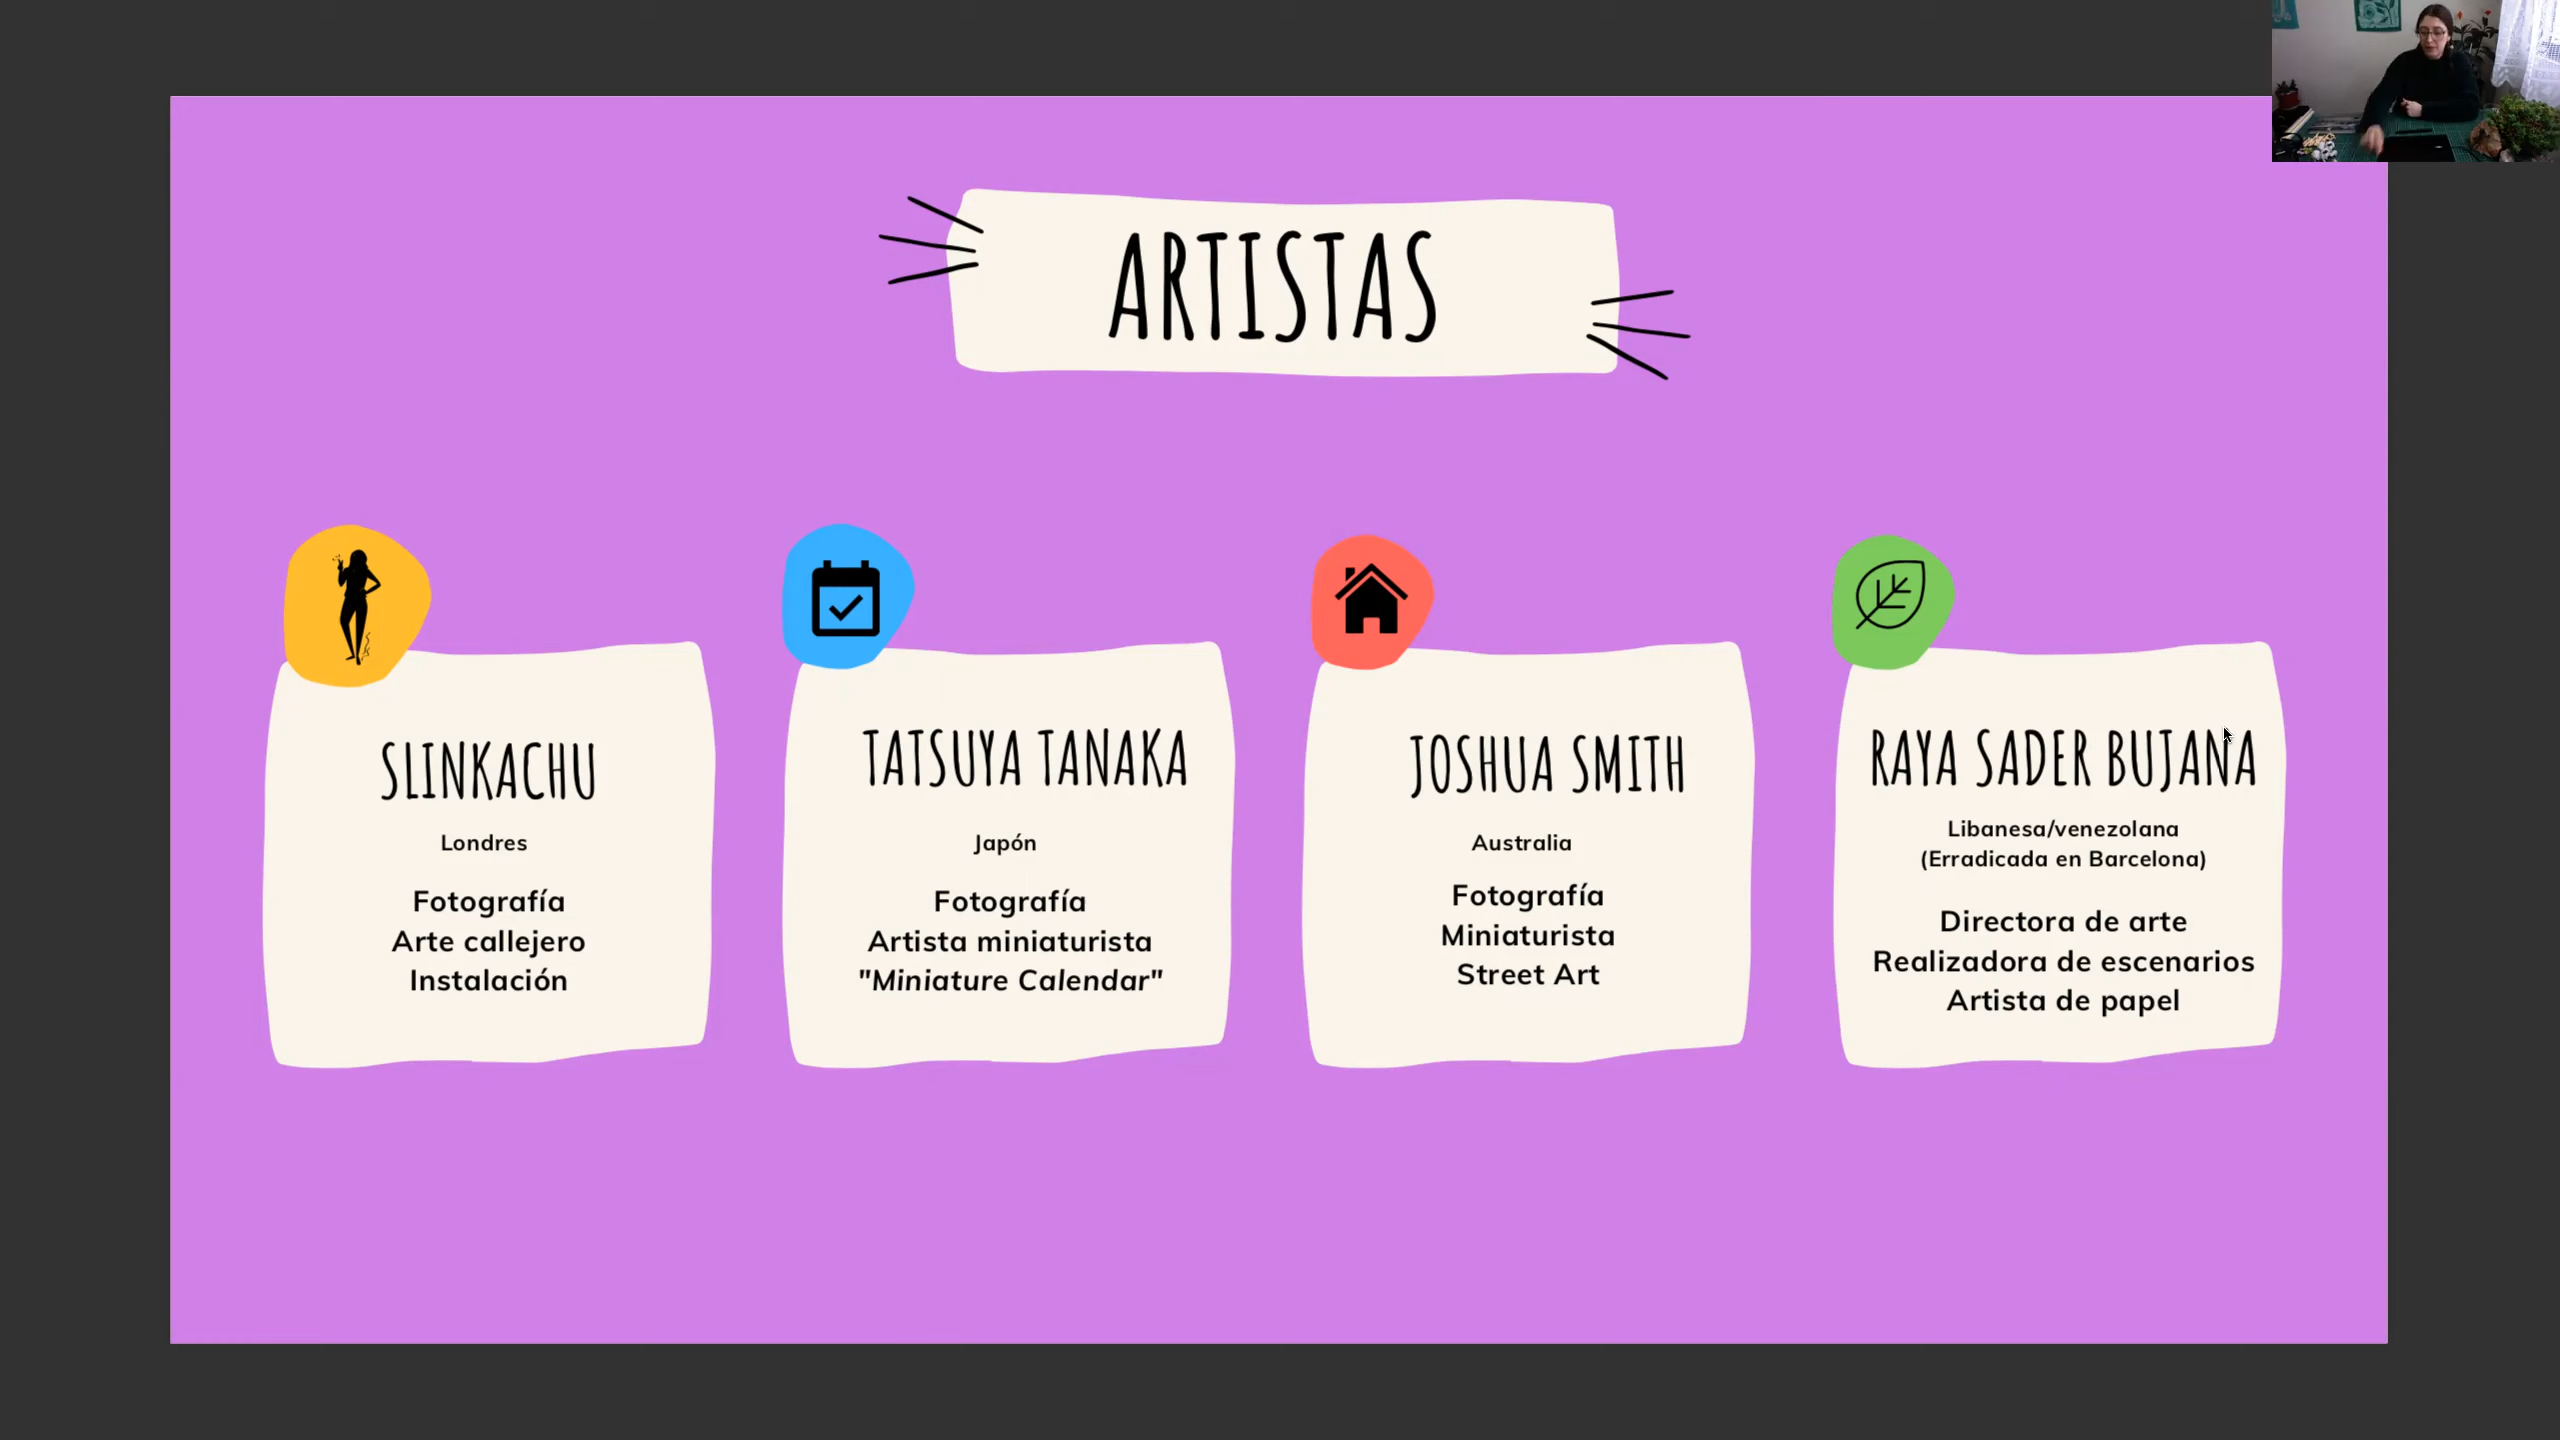 ARTISTAS
SLINKACHU
Londres
Fotografía
Arte callejero
Instalación
TATSUYA TANAKA
Japón
Fotografía
Artista miniaturista
"Miniature Calendar"
JOSHUA SMITH
Australia
Fotografía
Miniaturista
Street Art
RAYA SADER BUJANA
Libanesa/venezolana
(Erradicada en Barcelona)
Directora de arte
Realizadora de escenarios
Artista de papel